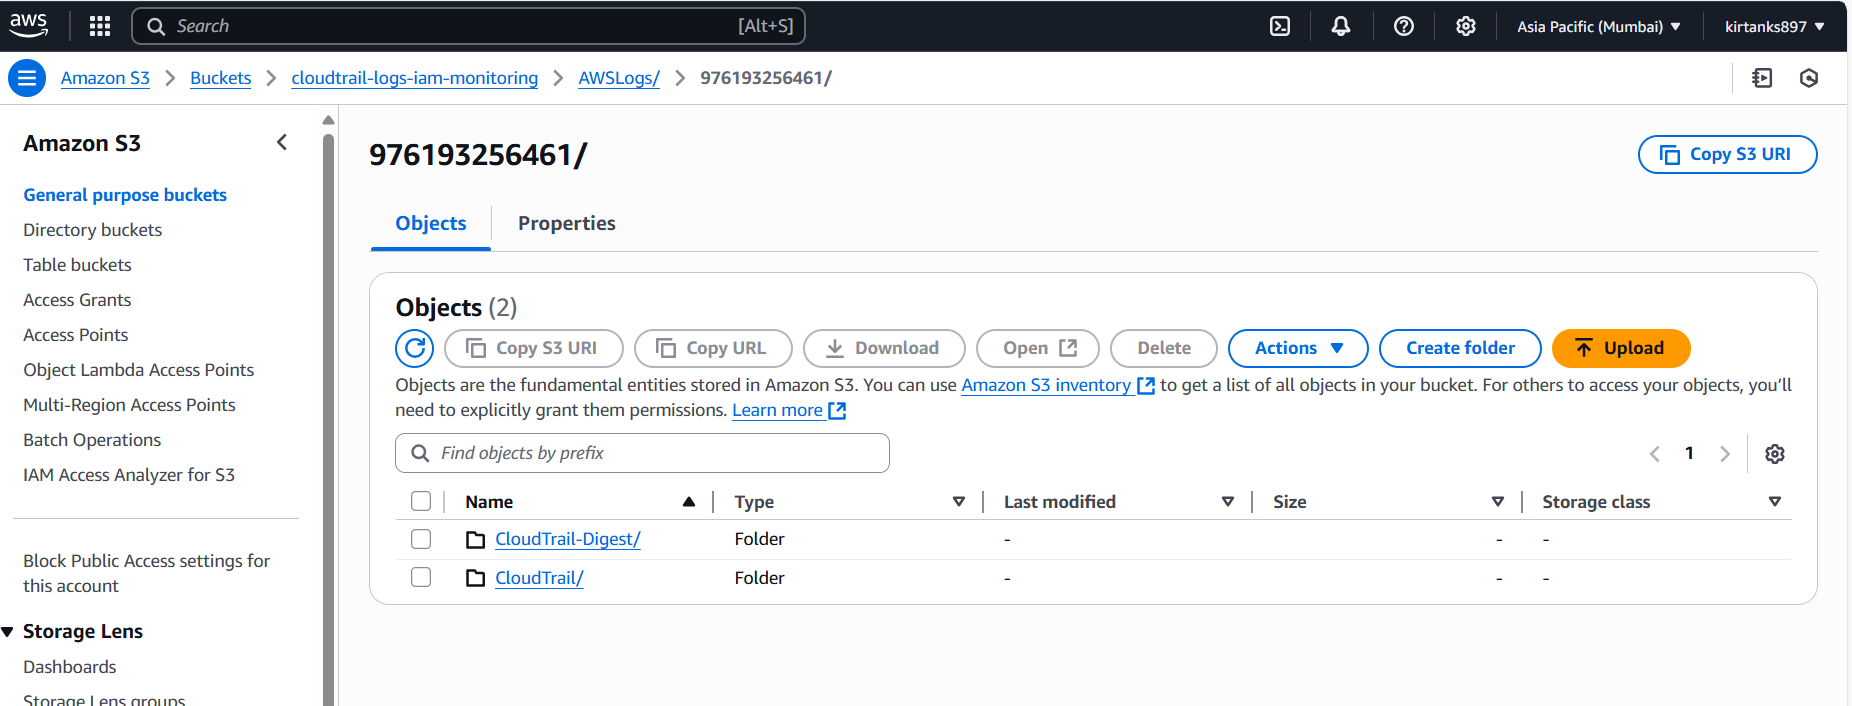 aws
Search [Alt+S]
Asia Pacific (Mumbai)
kirtanks897
Amazon S3
Buckets
cloudtrail-logs-iam-monitoring
AWSLogs/
976193256461/
Amazon S3
General purpose buckets
Directory buckets
Table buckets
Access Grants
Access Points
Object Lambda Access Points
Multi-Region Access Points
Batch Operations
IAM Access Analyzer for S3
Block Public Access settings for
this account
Storage Lens
Dashboards
Storage Lens groups
976193256461/
Copy S3 URI
Objects
Properties
Objects (2)
Copy S3 URI
Copy URL
Download
Open
Delete
Actions
Create folder
Upload
Objects are the fundamental entities stored in Amazon S3. You can use Amazon S3 inventory to get a list of all objects in your bucket. For others to access your objects, you'll
need to explicitly grant them permissions. Learn more
Find objects by prefix
1
Name Type Last modified Size Storage class
CloudTrail-Digest/ Folder - - -
CloudTrail/ Folder - - -